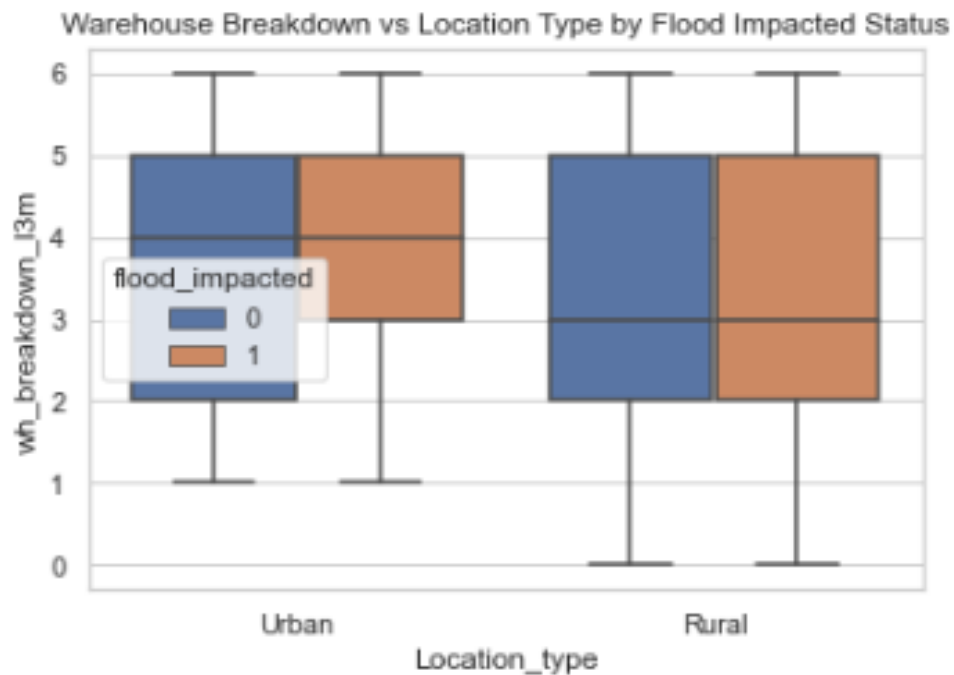 Warehouse Breakdown vs Location Type by Flood Impacted Status
6
5
4
3
2
1
0
wh_breakdown_l3m
flood_impacted
0
1
Urban
Rural
Location_type